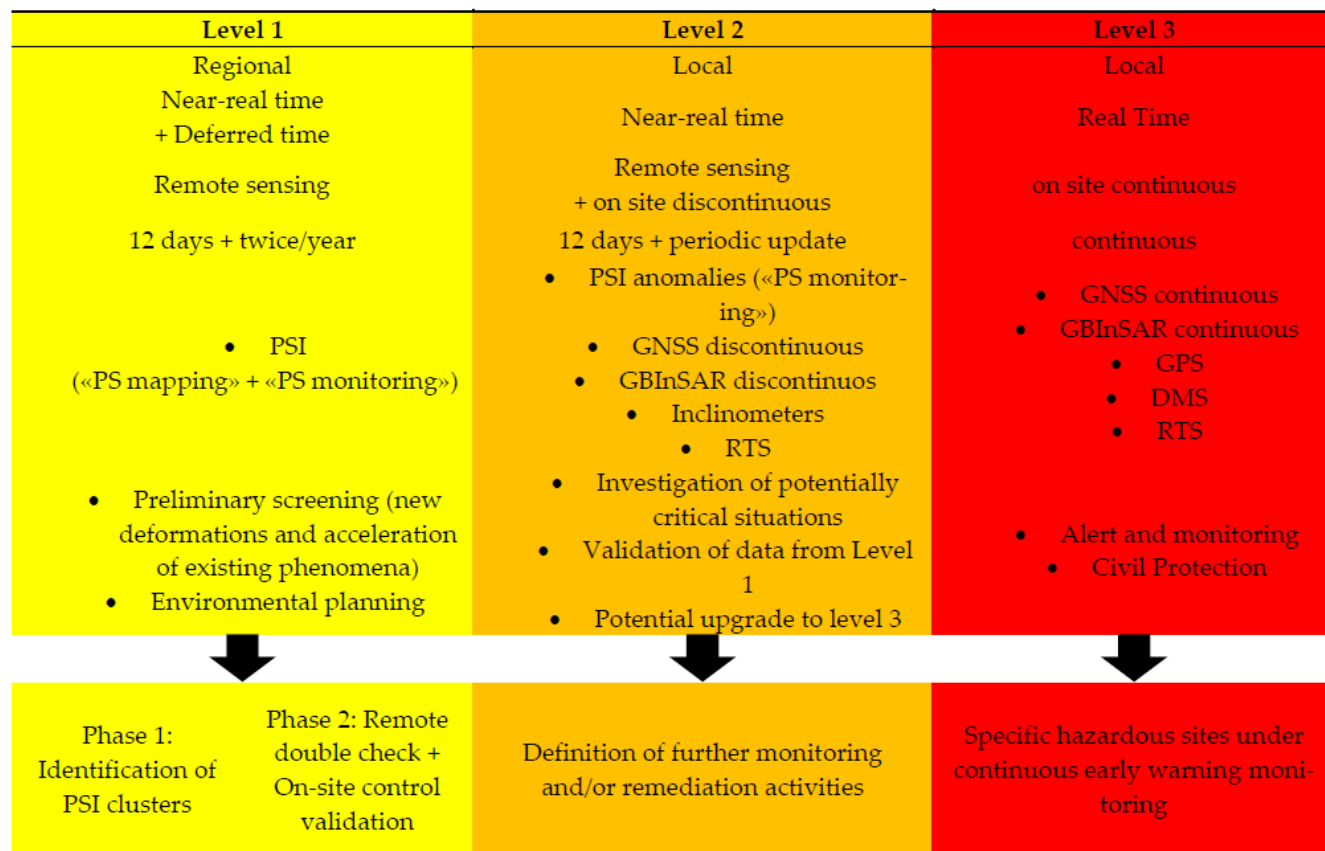 Level 1
Level 2
Level 3
Regional
Local
Local
Near-real time
+ Deferred time
Near-real time
Real Time
Remote sensing
Remote sensing
+ on site discontinuous
on site continuous
12 days + twice/year
12 days + periodic update
continuous
• PSI
(«PS mapping» + «PS monitoring»)
• PSI anomalies («PS monitor-
ing»)
• GNSS discontinuous
• GBInSAR discontinuos
• Inclinometers
• RTS
• GNSS continuous
• GBInSAR continuous
• GPS
• DMS
• RTS
• Preliminary screening (new
deformations and acceleration
of existing phenomena)
• Environmental planning
• Investigation of potentially
critical situations
• Validation of data from Level
1
• Potential upgrade to level 3
• Alert and monitoring
• Civil Protection
Phase 1:
Identification of
PSI clusters
Phase 2: Remote
double check +
On-site control
validation
Definition of further monitoring
and/or remediation activities
Specific hazardous sites under
continuous early warning moni-
toring